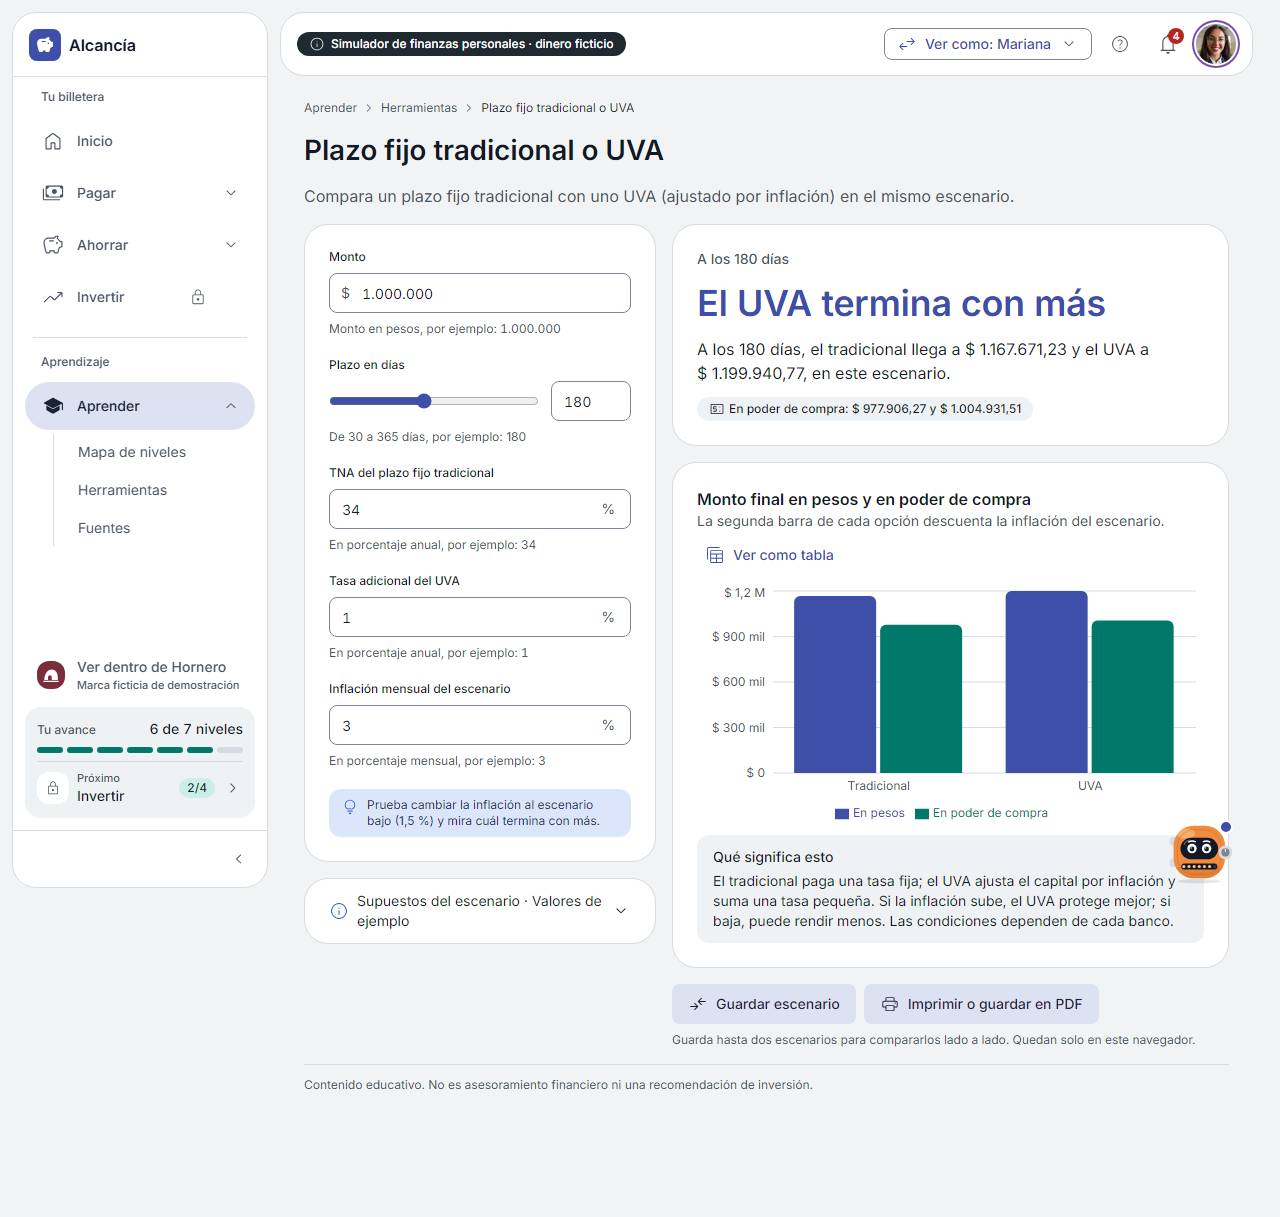 Alcancía
Tu billetera
Inicio
Pagar
Ahorrar
Invertir
Aprendizaje
Aprender
Mapa de niveles
Herramientas
Fuentes
Ver dentro de Hornero
Marca ficticia de demostración
Tu avance 6 de 7 niveles
Próximo
Invertir
2/4
Simulador de finanzas personales · dinero ficticio
Ver como: Mariana
4
Aprender > Herramientas > Plazo fijo tradicional o UVA
Plazo fijo tradicional o UVA
Compara un plazo fijo tradicional con uno UVA (ajustado por inflación) en el mismo escenario.
Monto
$ 1.000.000
Monto en pesos, por ejemplo: 1.000.000
Plazo en días
180
De 30 a 365 días, por ejemplo: 180
TNA del plazo fijo tradicional
34 %
En porcentaje anual, por ejemplo: 34
Tasa adicional del UVA
1 %
En porcentaje anual, por ejemplo: 1
Inflación mensual del escenario
3 %
En porcentaje mensual, por ejemplo: 3
Prueba cambiar la inflación al escenario
bajo (1,5 %) y mira cuál termina con más.
Supuestos del escenario · Valores de
ejemplo
A los 180 días
El UVA termina con más
A los 180 días, el tradicional llega a $ 1.167.671,23 y el UVA a
$ 1.199.940,77, en este escenario.
En poder de compra: $ 977.906,27 y $ 1.004.931,51
Monto final en pesos y en poder de compra
La segunda barra de cada opción descuenta la inflación del escenario.
Ver como tabla
$ 1,2 M
$ 900 mil
$ 600 mil
$ 300 mil
$ 0
Tradicional UVA
En pesos En poder de compra
Qué significa esto
El tradicional paga una tasa fija; el UVA ajusta el capital por inflación y
suma una tasa pequeña. Si la inflación sube, el UVA protege mejor; si
baja, puede rendir menos. Las condiciones dependen de cada banco.
Guardar escenario
Imprimir o guardar en PDF
Guarda hasta dos escenarios para compararlos lado a lado. Quedan solo en este navegador.
Contenido educativo. No es asesoramiento financiero ni una recomendación de inversión.